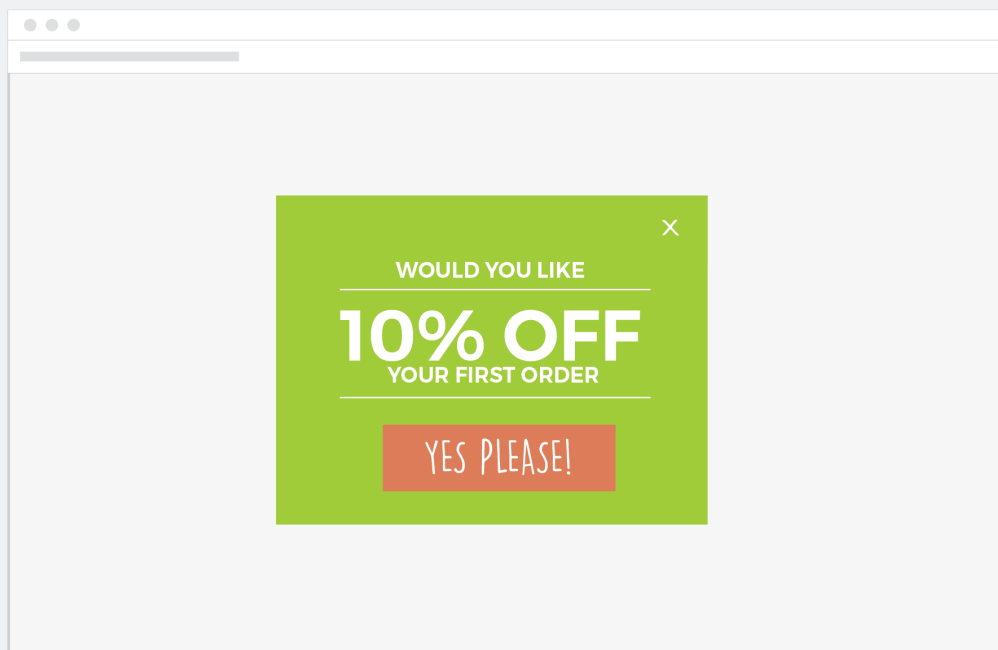 X
WOULD YOU LIKE
10% OFF
YOUR FIRST ORDER
YES PLEASE!